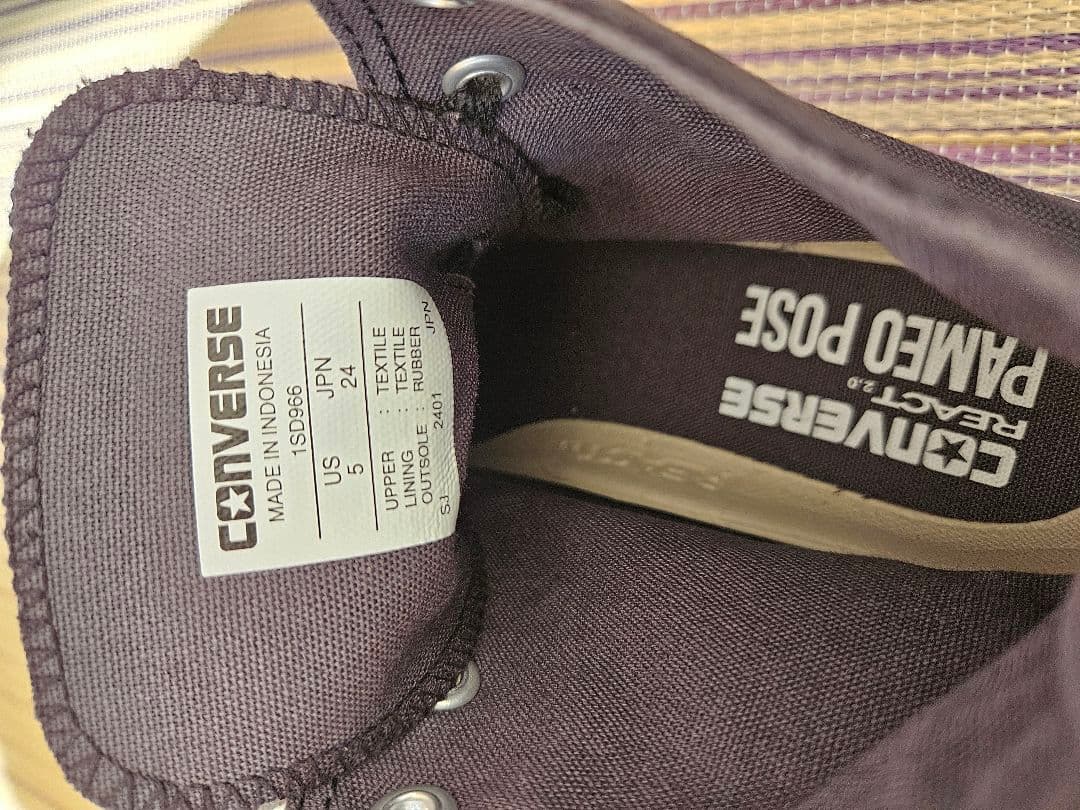 CONVERSE
MADE IN INDONESIA
1SD966
US JPN
5 24
UPPER : TEXTILE
LINING : TEXTILE
OUTSOLE : RUBBER
SJ 2401 JPN
CONVERSE
REACT 2.0
PAMEO POSE